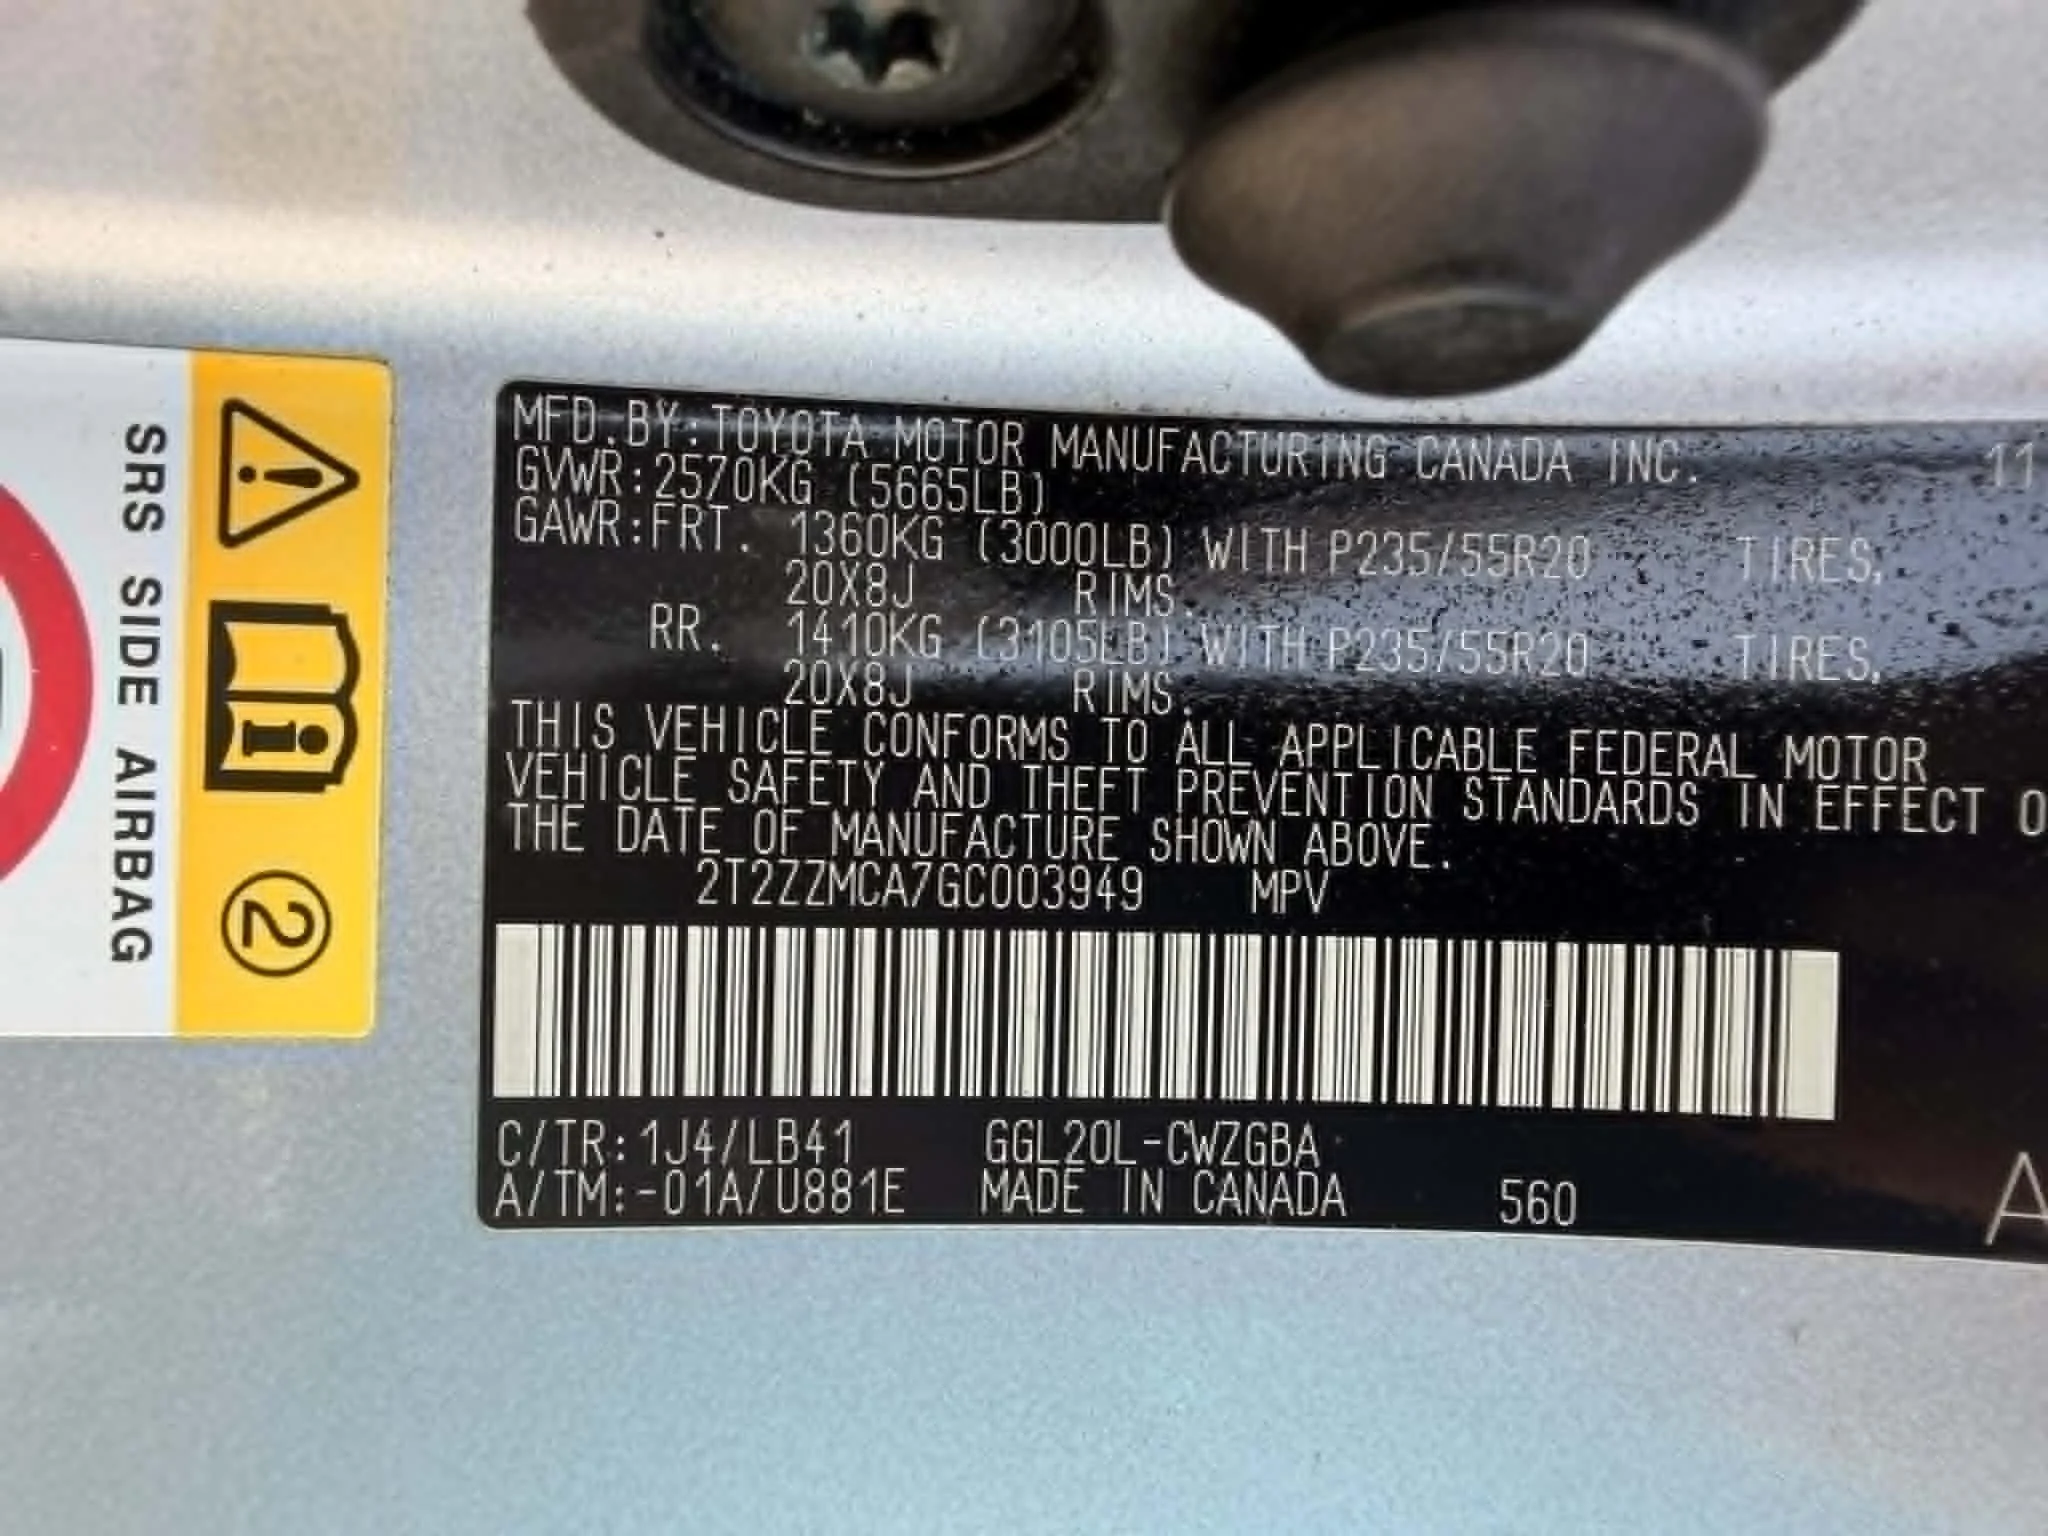 MFD.BY:TOYOTA MOTOR MANUFACTURING CANADA INC. 11
GVWR:2570KG (5665LB)
GAWR:FRT. 1360KG (3000LB) WITH P235/55R20 TIRES,
20X8J RIMS.
RR. 1410KG (3105LB) WITH P235/55R20 TIRES,
20X8J RIMS.
THIS VEHICLE CONFORMS TO ALL APPLICABLE FEDERAL MOTOR
VEHICLE SAFETY AND THEFT PREVENTION STANDARDS IN EFFECT O
THE DATE OF MANUFACTURE SHOWN ABOVE.
2T2ZZMCA7GC003949 MPV
C/TR:1J4/LB41 GGL20L-CWZGBA
A/TM:-01A/U881E MADE IN CANADA 560 A
SRS SIDE AIRBAG
2